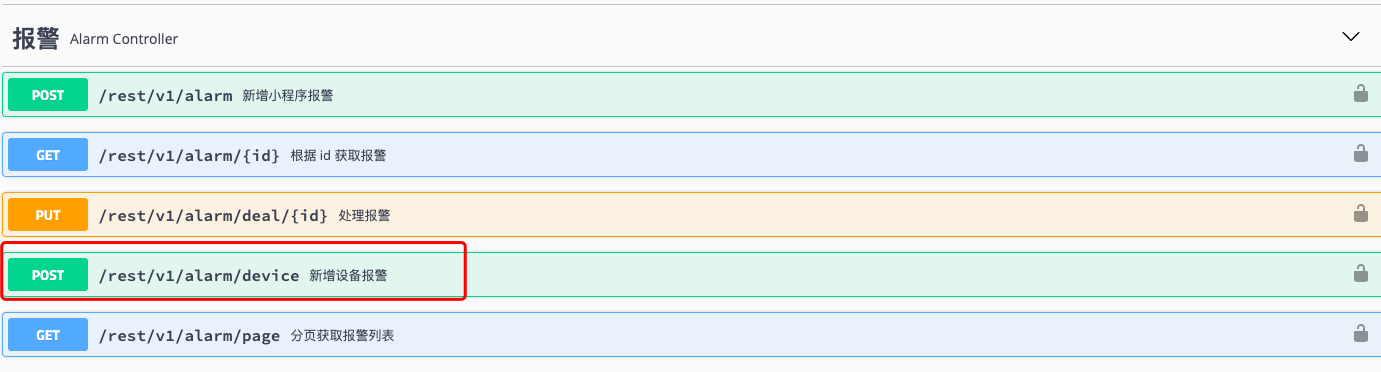 报警 Alarm Controller
POST /rest/v1/alarm 新增小程序报警
GET /rest/v1/alarm/{id} 根据 id 获取报警
PUT /rest/v1/alarm/deal/{id} 处理报警
POST /rest/v1/alarm/device 新增设备报警
GET /rest/v1/alarm/page 分页获取报警列表